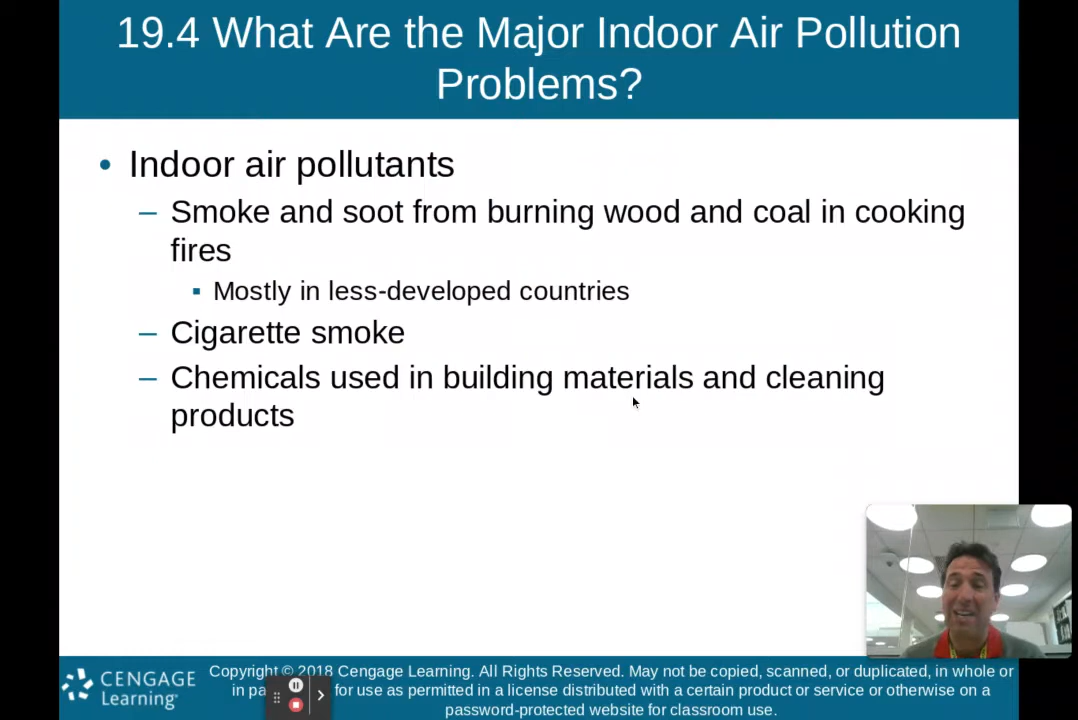 19.4 What Are the Major Indoor Air Pollution
Problems?
• Indoor air pollutants
– Smoke and soot from burning wood and coal in cooking
fires
▪ Mostly in less-developed countries
– Cigarette smoke
– Chemicals used in building materials and cleaning
products
CENGAGE
Learning
Copyright © 2018 Cengage Learning. All Rights Reserved. May not be copied, scanned, or duplicated, in whole or
in pa for use as permitted in a license distributed with a certain product or service or otherwise on a
password-protected website for classroom use.